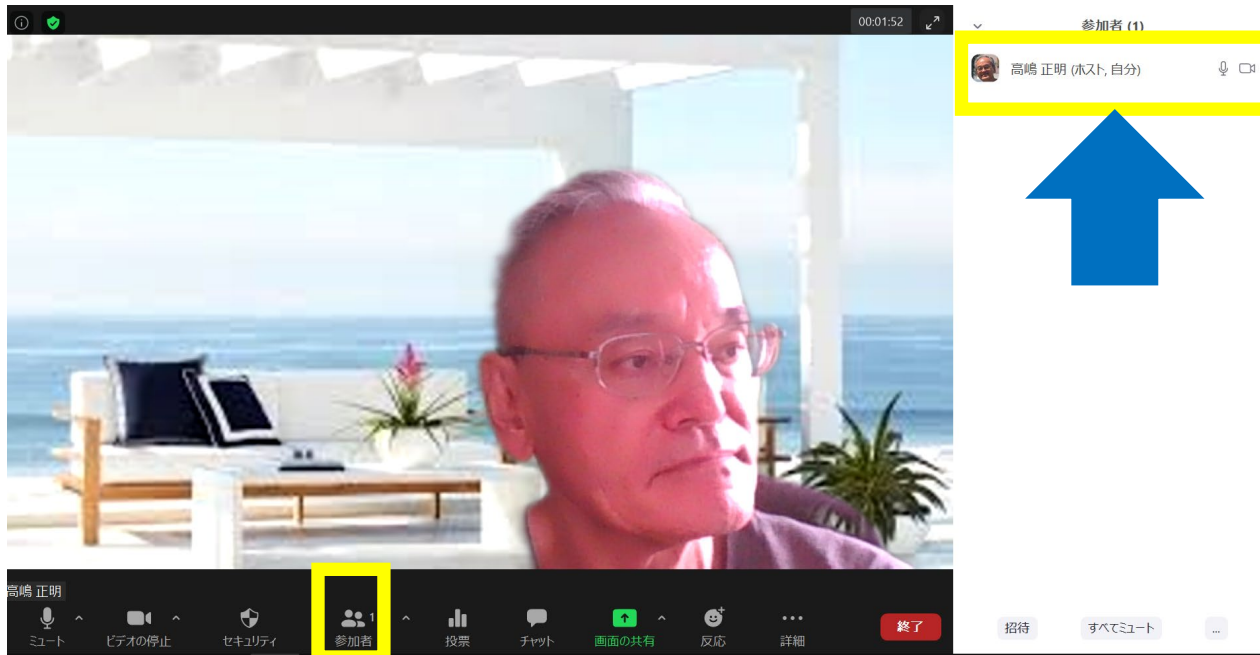 00:01:52
参加者 (1)
高嶋 正明 (ホスト, 自分)
高嶋 正明
1
ミュート
ビデオの停止
セキュリティ
参加者
投票
チャット
画面の共有
反応
詳細
終了
招待
すべてミュート
...